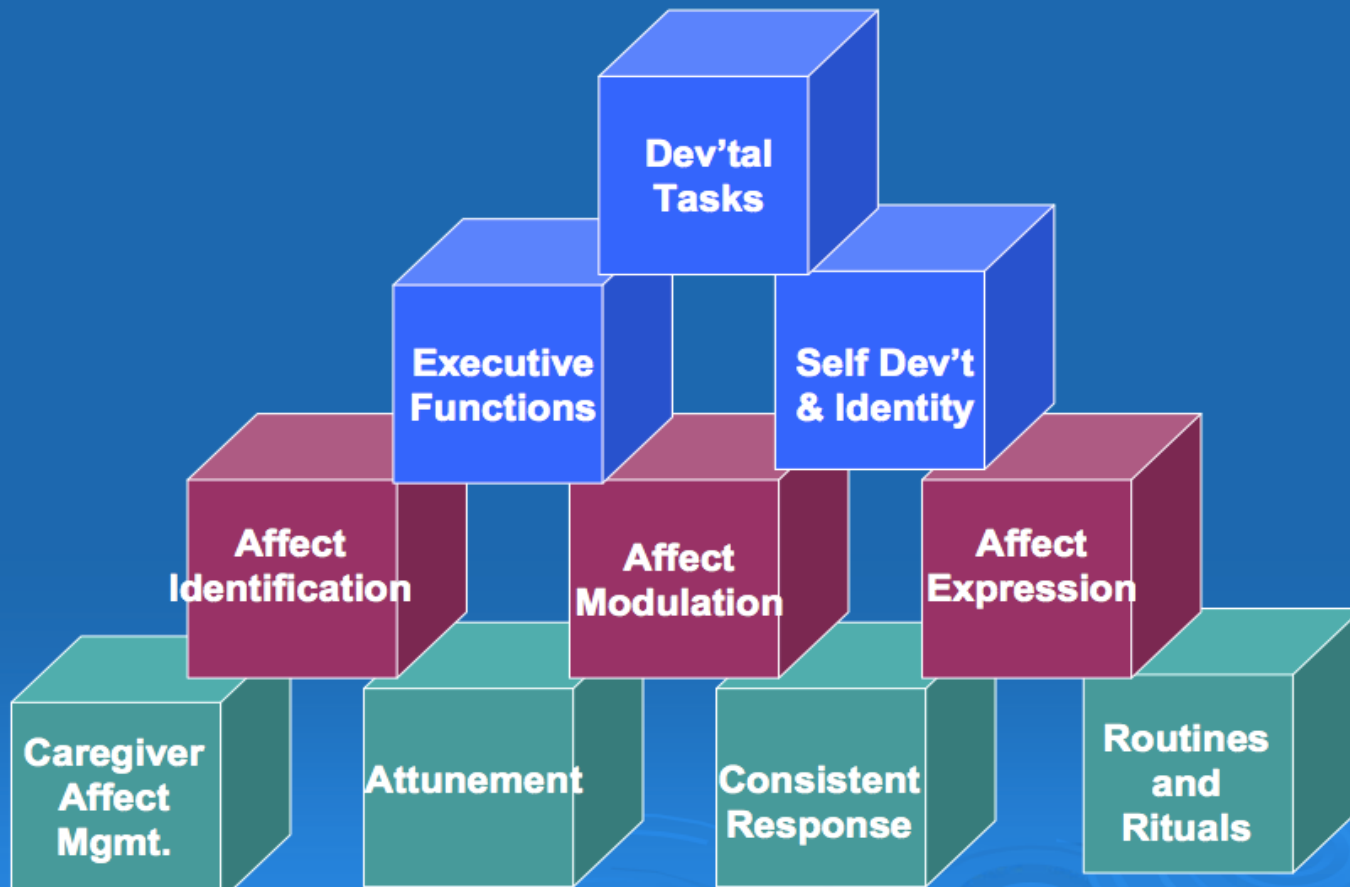 Dev’tal
Tasks
Executive
Functions
Self Dev’t
& Identity
Affect
Identification
Affect
Modulation
Affect
Expression
Caregiver
Affect
Mgmt.
Attunement
Consistent
Response
Routines
and
Rituals